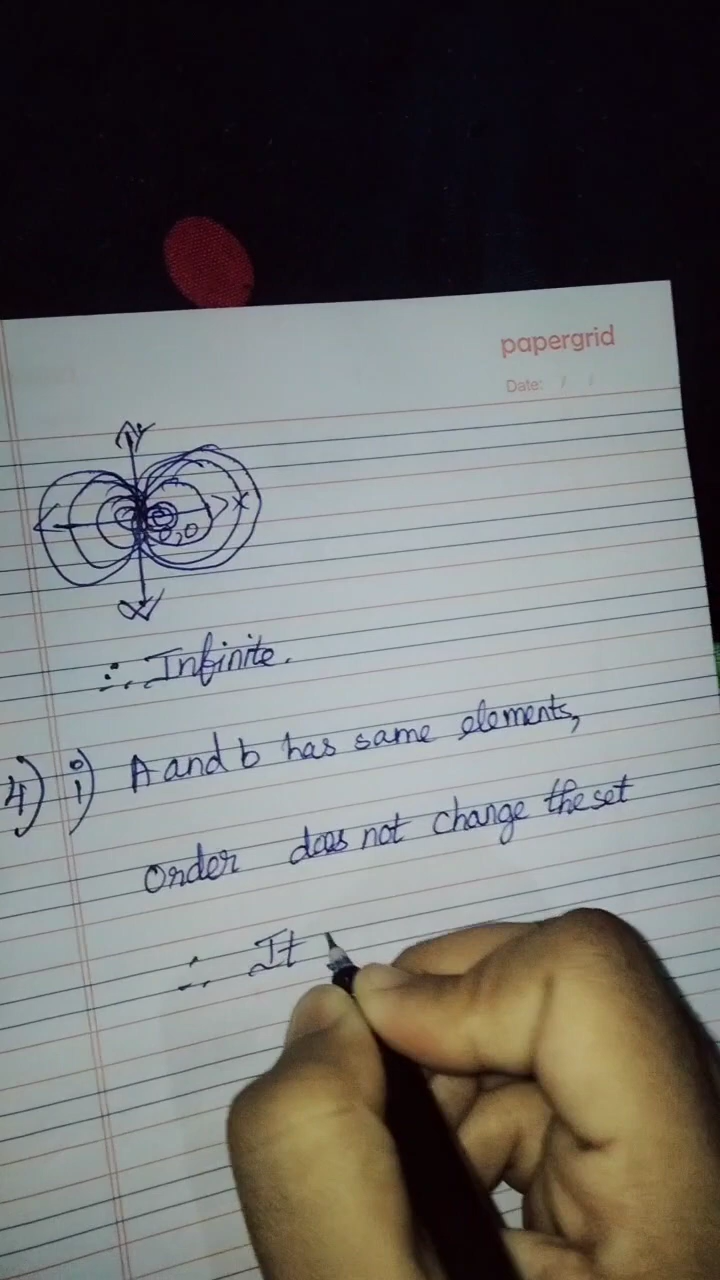 papergrid
Date: / /
Y
X
0,0
∴ Infinite.
4) i) A and b has same elements,
Order does not change the set
∴ It